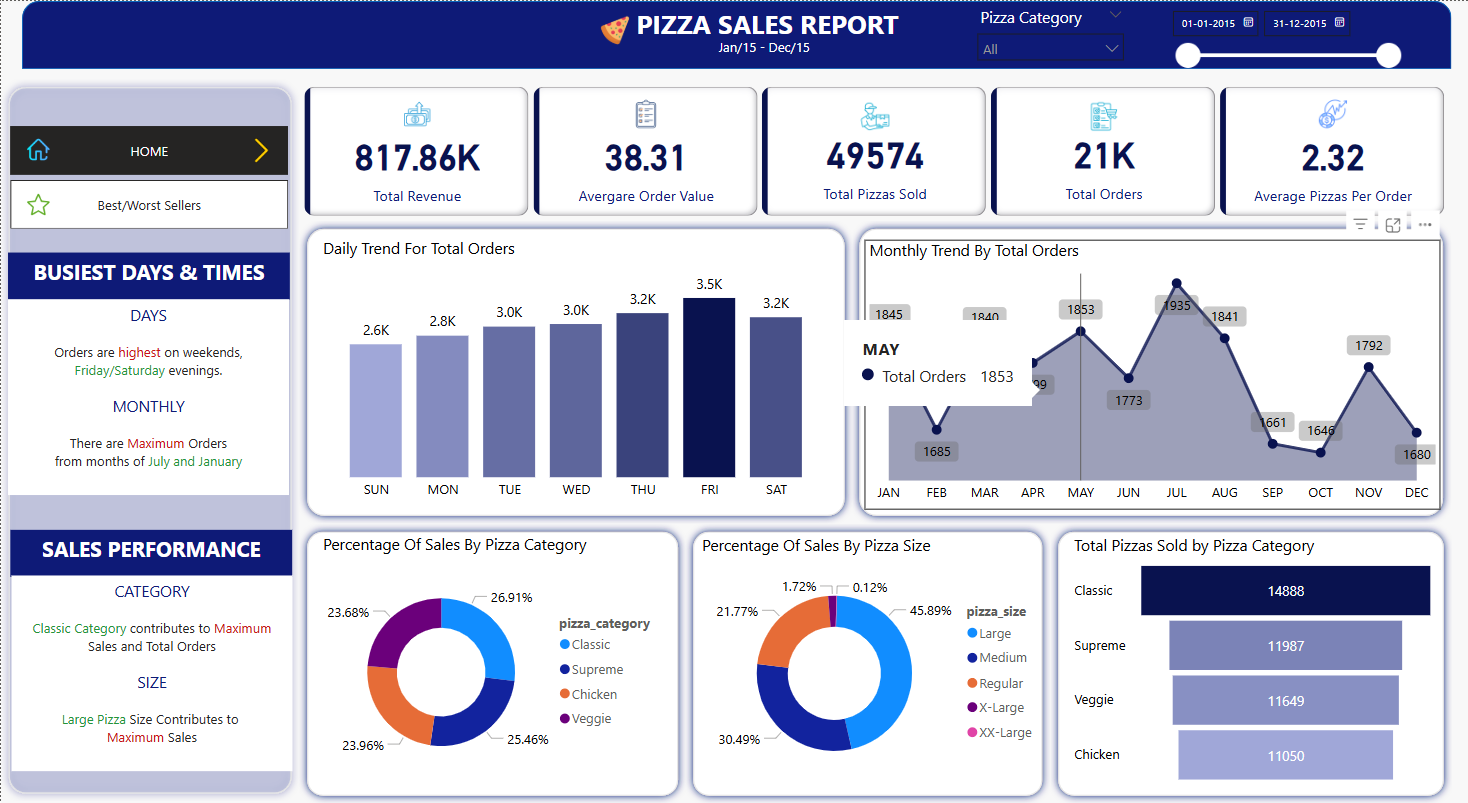 PIZZA SALES REPORT
Jan/15 - Dec/15
Pizza Category
All
01-01-2015
31-12-2015
HOME
Best/Worst Sellers
BUSIEST DAYS & TIMES
DAYS
Orders are highest on weekends,
Friday/Saturday evenings.
MONTHLY
There are Maximum Orders
from months of July and January
SALES PERFORMANCE
CATEGORY
Classic Category contributes to Maximum
Sales and Total Orders
SIZE
Large Pizza Size Contributes to
Maximum Sales
817.86K
Total Revenue
38.31
Avergare Order Value
49574
Total Pizzas Sold
21K
Total Orders
2.32
Average Pizzas Per Order
Daily Trend For Total Orders
2.6K
2.8K
3.0K
3.0K
3.2K
3.5K
3.2K
SUN
MON
TUE
WED
THU
FRI
SAT
Monthly Trend By Total Orders
1845
1685
1840
99
1853
1773
1935
1841
1661
1646
1792
1680
MAY
Total Orders 1853
JAN
FEB
MAR
APR
MAY
JUN
JUL
AUG
SEP
OCT
NOV
DEC
Percentage Of Sales By Pizza Category
26.91%
25.46%
23.96%
23.68%
pizza_category
Classic
Supreme
Chicken
Veggie
Percentage Of Sales By Pizza Size
1.72%
0.12%
21.77%
45.89%
30.49%
pizza_size
Large
Medium
Regular
X-Large
XX-Large
Total Pizzas Sold by Pizza Category
Classic
14888
Supreme
11987
Veggie
11649
Chicken
11050